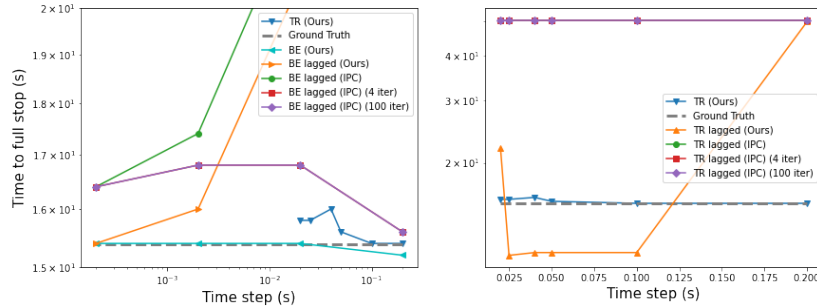 2 × 10¹
1.9 × 10¹
1.8 × 10¹
1.7 × 10¹
1.6 × 10¹
1.5 × 10¹
Time to full stop (s)
TR (Ours)
Ground Truth
BE (Ours)
BE lagged (Ours)
BE lagged (IPC)
BE lagged (IPC) (4 iter)
BE lagged (IPC) (100 iter)
10⁻³
10⁻²
10⁻¹
Time step (s)
4 × 10¹
3 × 10¹
2 × 10¹
Time to full stop (s)
TR (Ours)
Ground Truth
TR lagged (Ours)
TR lagged (IPC)
TR lagged (IPC) (4 iter)
TR lagged (IPC) (100 iter)
0.025 0.050 0.075 0.100 0.125 0.150 0.175 0.200
Time step (s)